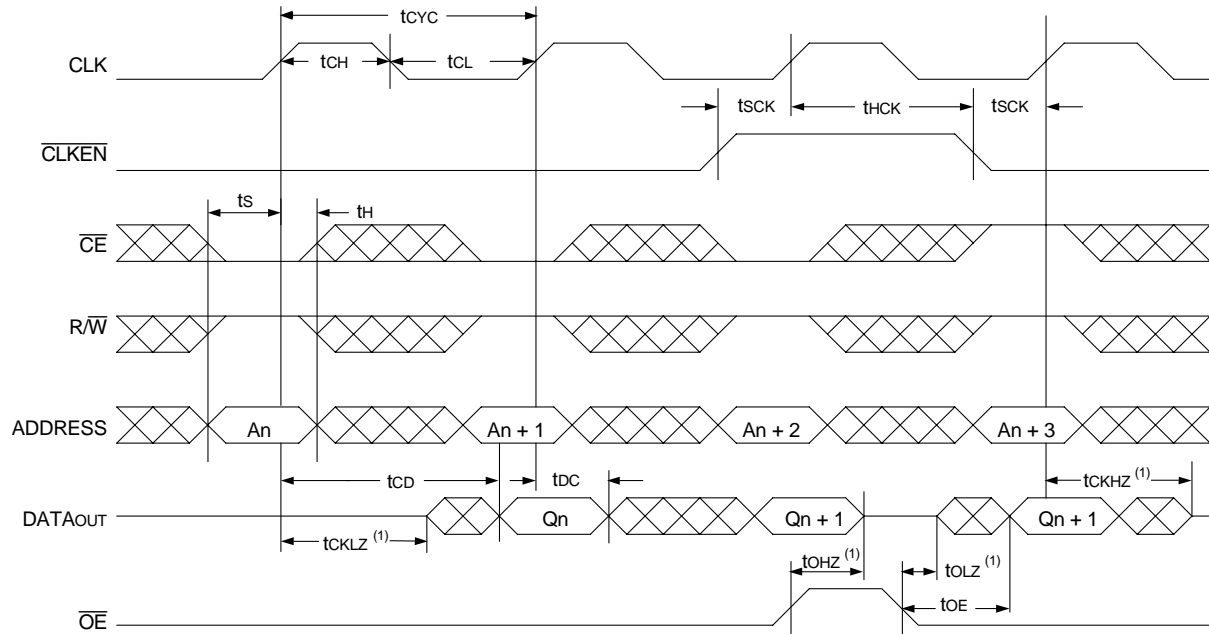 tCYC
CLK
tCH
tCL
tSCK
tHCK
tSCK
CLKEN
tS
tH
CE
R/W
ADDRESS
An
An + 1
An + 2
An + 3
tCD
tDC
tCKHZ (1)
DATAOUT
Qn
Qn + 1
Qn + 1
tCKLZ (1)
tOHZ (1)
tOLZ (1)
tOE
OE